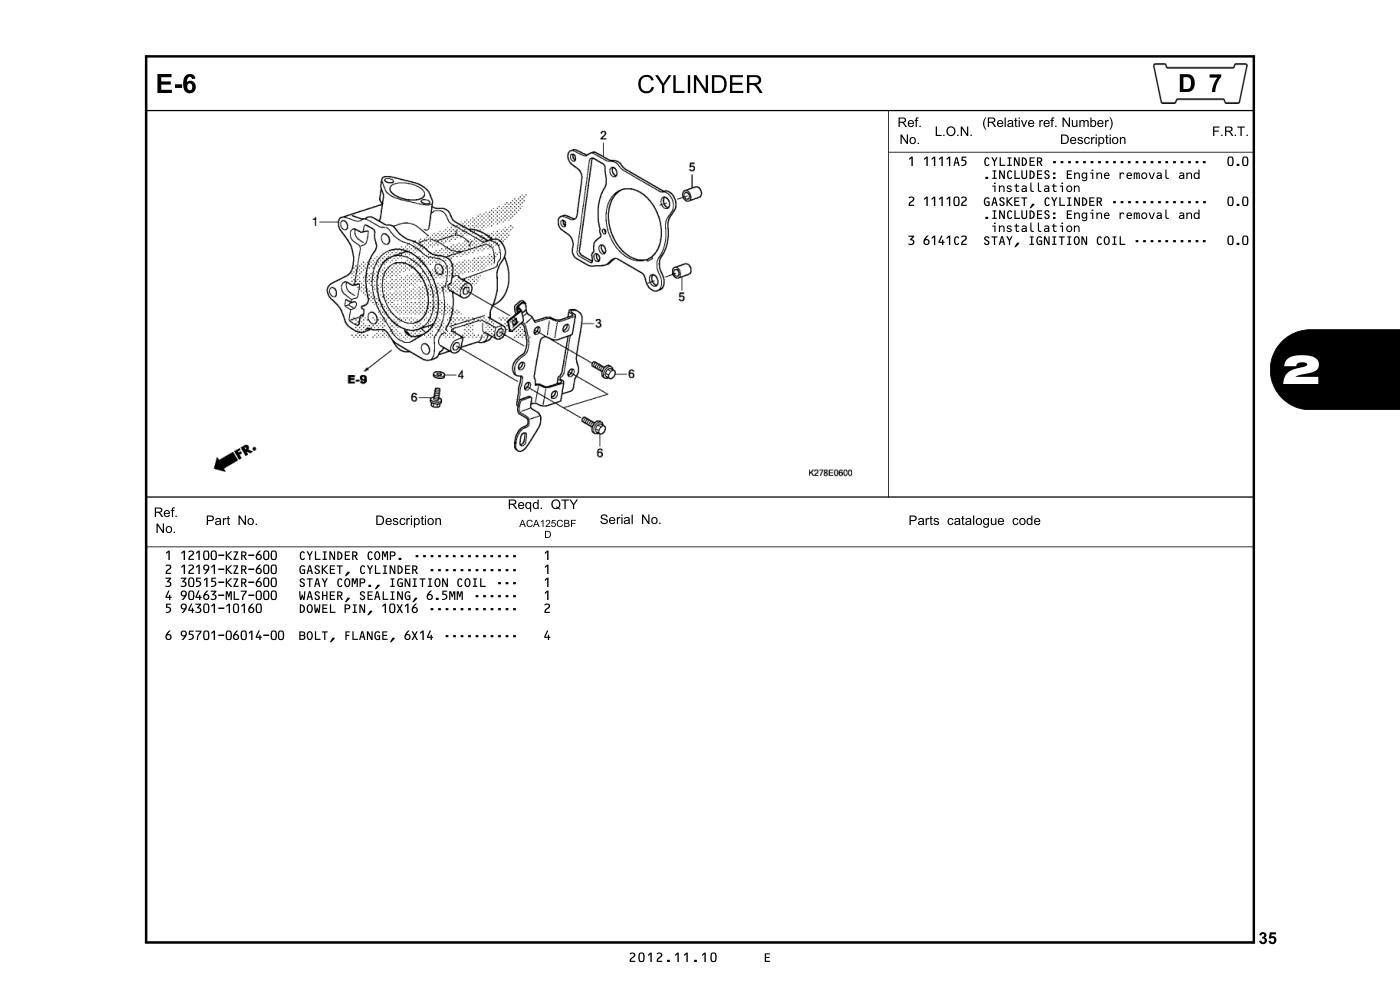 E-6 CYLINDER D 7
2
5
1
5
3
E-9
4
6
6
6
FR.
K278E0600
Ref. No. L.O.N. (Relative ref. Number) Description F.R.T.
1 1111A5 CYLINDER --------------------- 0.0
.INCLUDES: Engine removal and
installation
2 111102 GASKET, CYLINDER ------------- 0.0
.INCLUDES: Engine removal and
installation
3 6141C2 STAY, IGNITION COIL ---------- 0.0
2
Ref. No. Part No. Description Reqd. QTY ACA125CBF D Serial No. Parts catalogue code
1 12100-KZR-600 CYLINDER COMP. -------------- 1
2 12191-KZR-600 GASKET, CYLINDER ------------ 1
3 30515-KZR-600 STAY COMP., IGNITION COIL --- 1
4 90463-ML7-000 WASHER, SEALING, 6.5MM ------ 1
5 94301-10160 DOWEL PIN, 10X16 ------------ 2
6 95701-06014-00 BOLT, FLANGE, 6X14 ---------- 4
35
2012.11.10 E